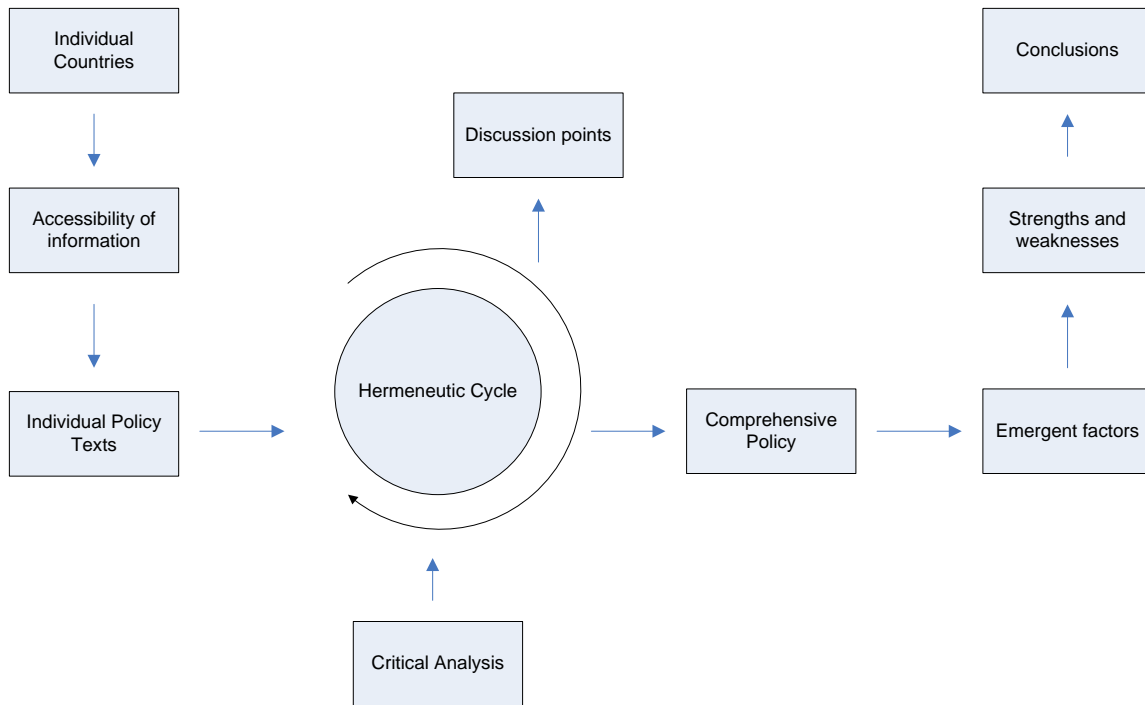 Individual
Countries
Conclusions
Discussion points
Accessibility of
information
Strengths and
weaknesses
Hermeneutic Cycle
Individual Policy
Texts
Comprehensive
Policy
Emergent factors
Critical Analysis